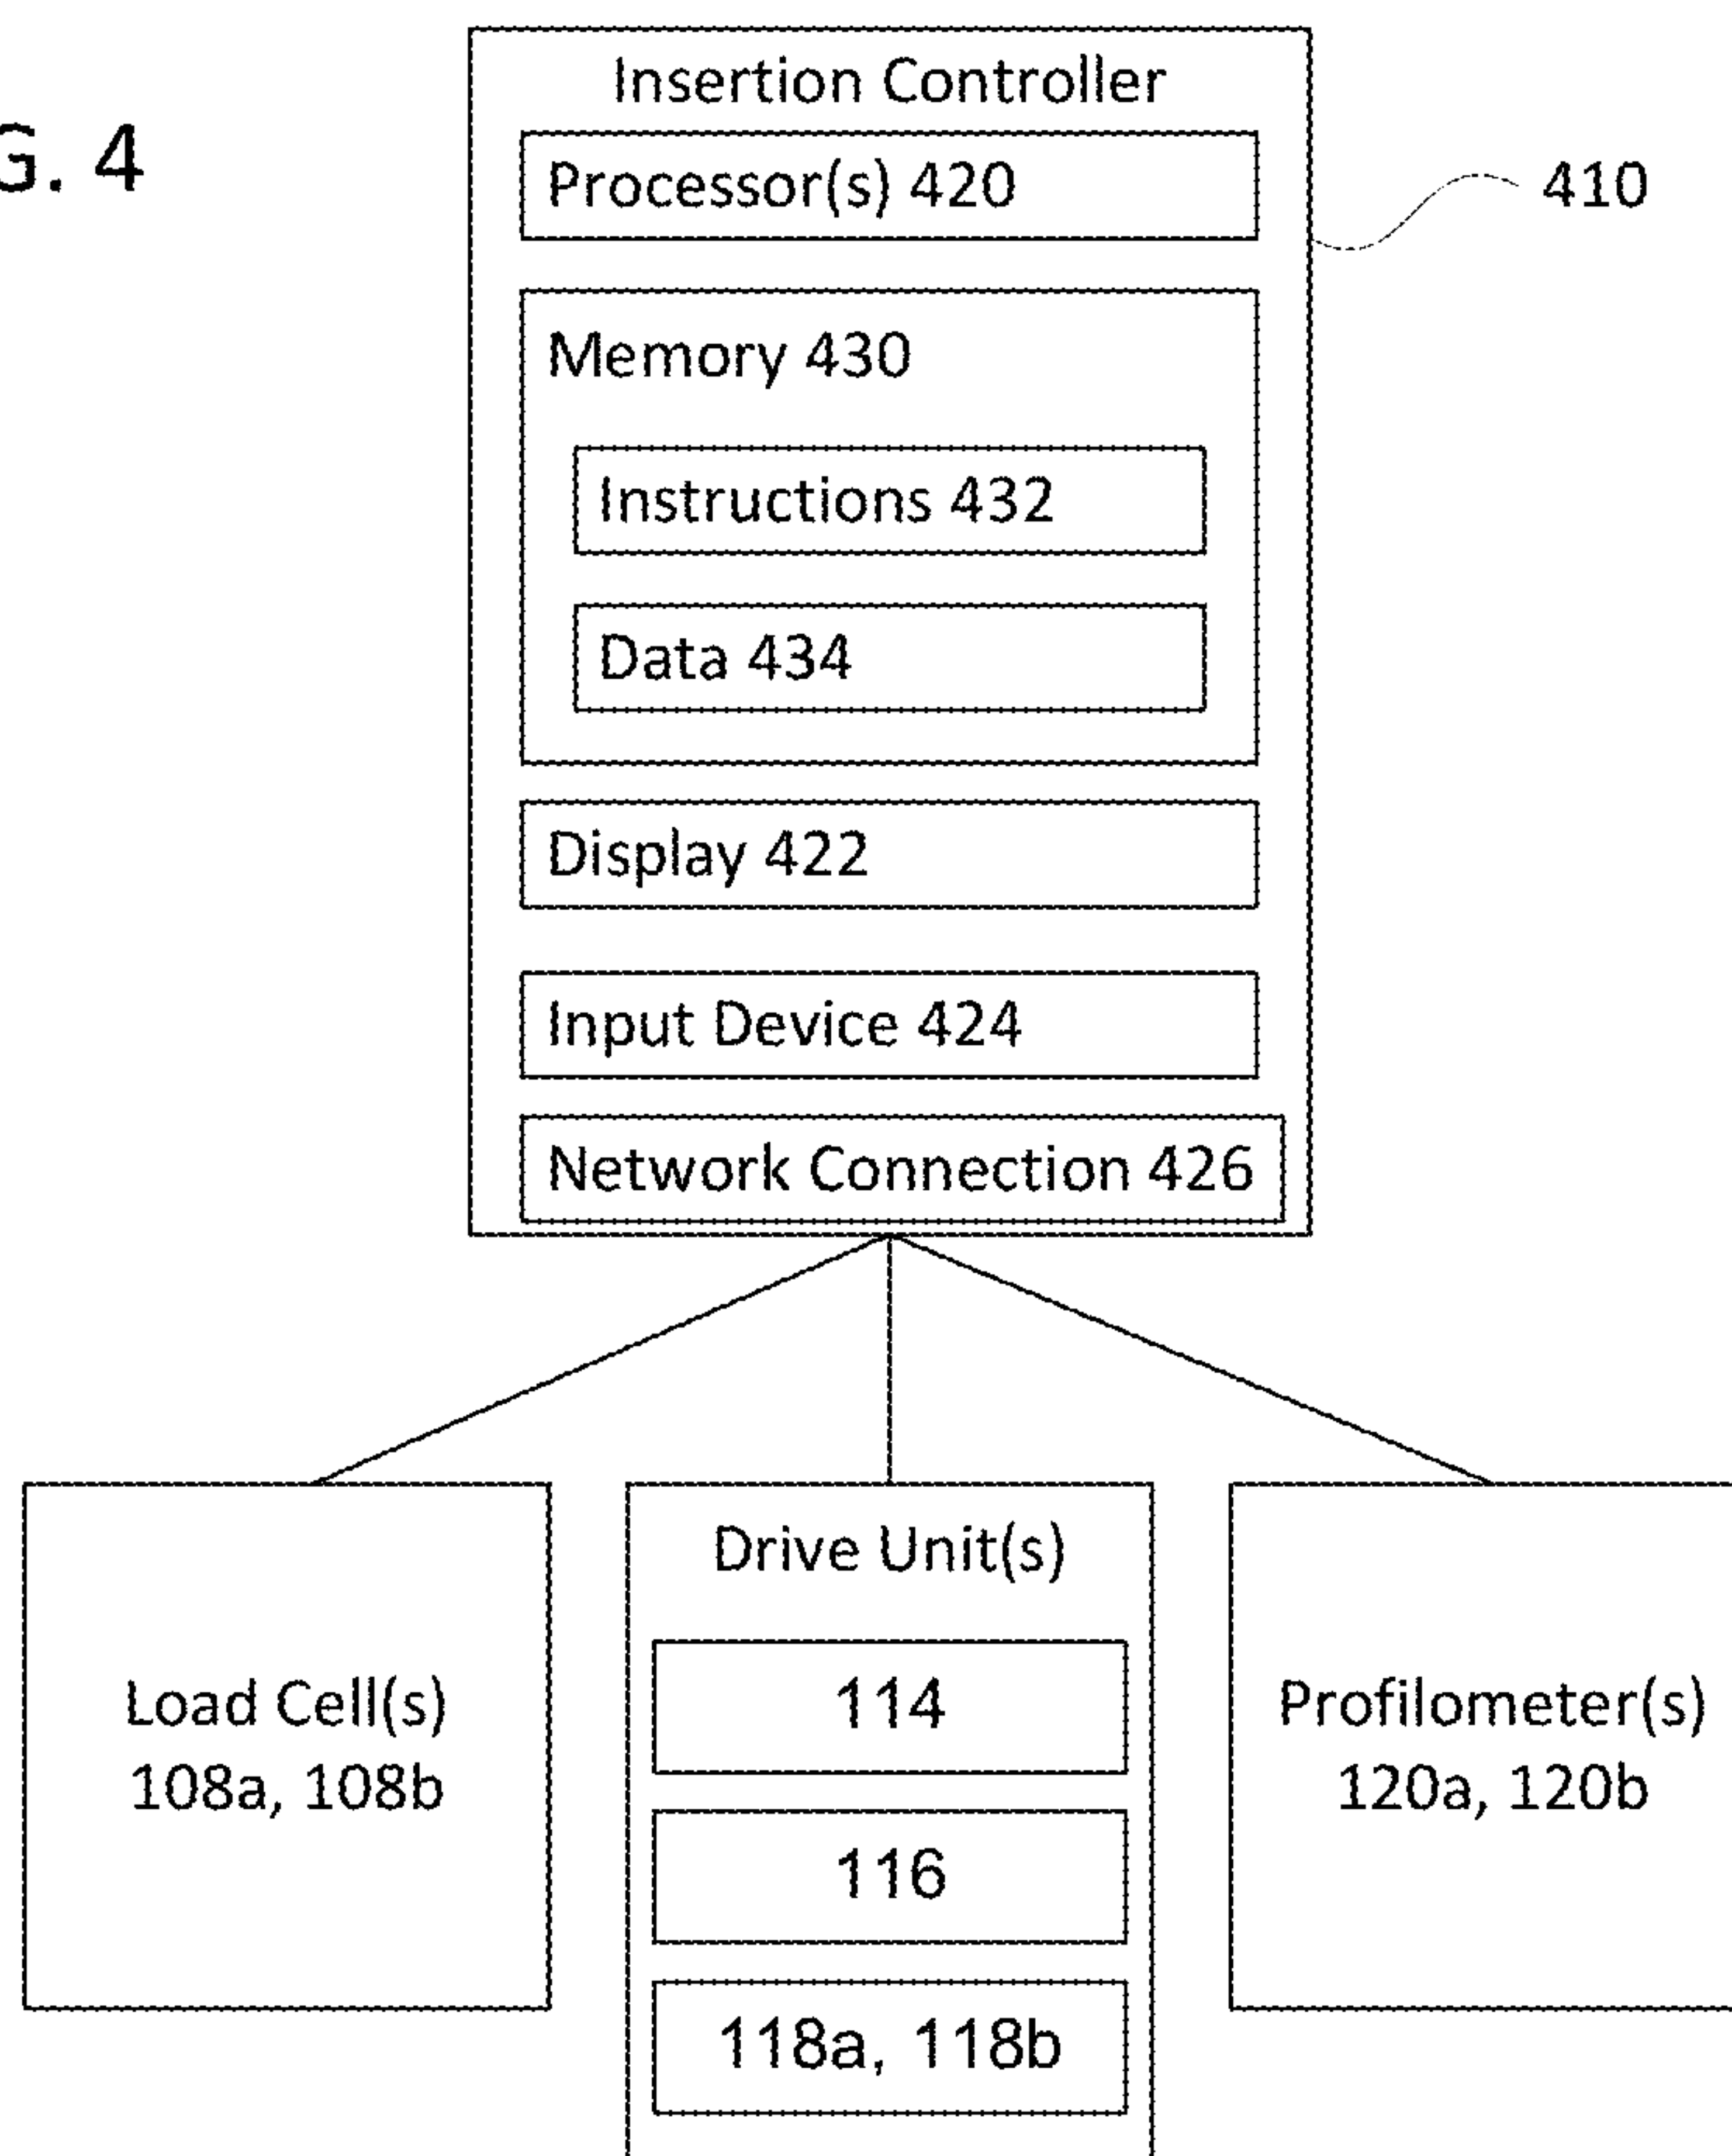 G. 4
Insertion Controller
Processor(s) 420
410
Memory 430
Instructions 432
Data 434
Display 422
Input Device 424
Network Connection 426
Drive Unit(s)
114
116
118a, 118b
Load Cell(s)
108a, 108b
Profilometer(s)
120a, 120b